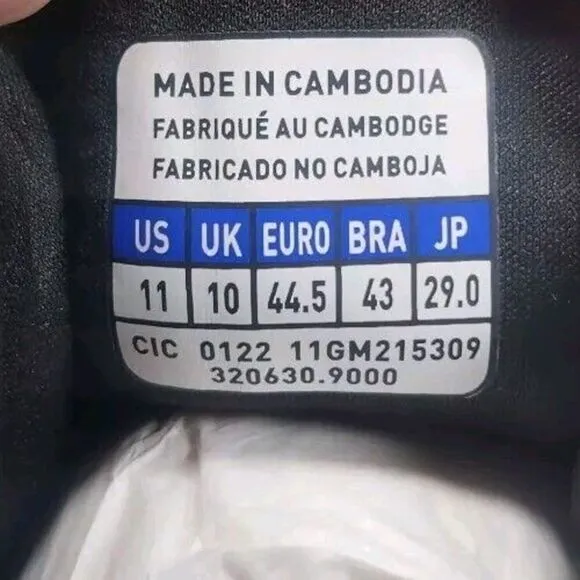 MADE IN CAMBODIA
FABRIQUÉ AU CAMBODGE
FABRICADO NO CAMBOJA
US UK EURO BRA JP
11 10 44.5 43 29.0
CIC 0122 11GM215309
320630.9000